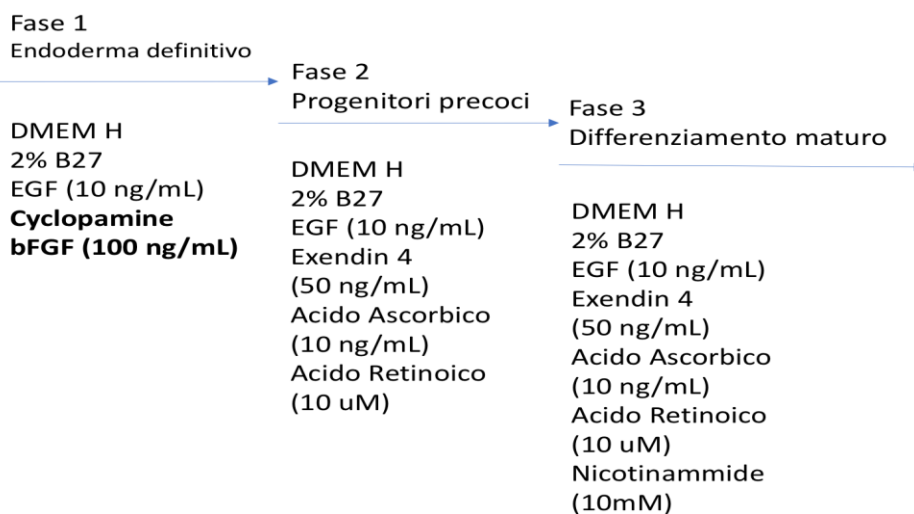 Fase 1
Endoderma definitivo
DMEM H
2% B27
EGF (10 ng/mL)
Cyclopamine
bFGF (100 ng/mL)
Fase 2
Progenitori precoci
DMEM H
2% B27
EGF (10 ng/mL)
Exendin 4
(50 ng/mL)
Acido Ascorbico
(10 ng/mL)
Acido Retinoico
(10 uM)
Fase 3
Differenziamento maturo
DMEM H
2% B27
EGF (10 ng/mL)
Exendin 4
(50 ng/mL)
Acido Ascorbico
(10 ng/mL)
Acido Retinoico
(10 uM)
Nicotinammide
(10mM)